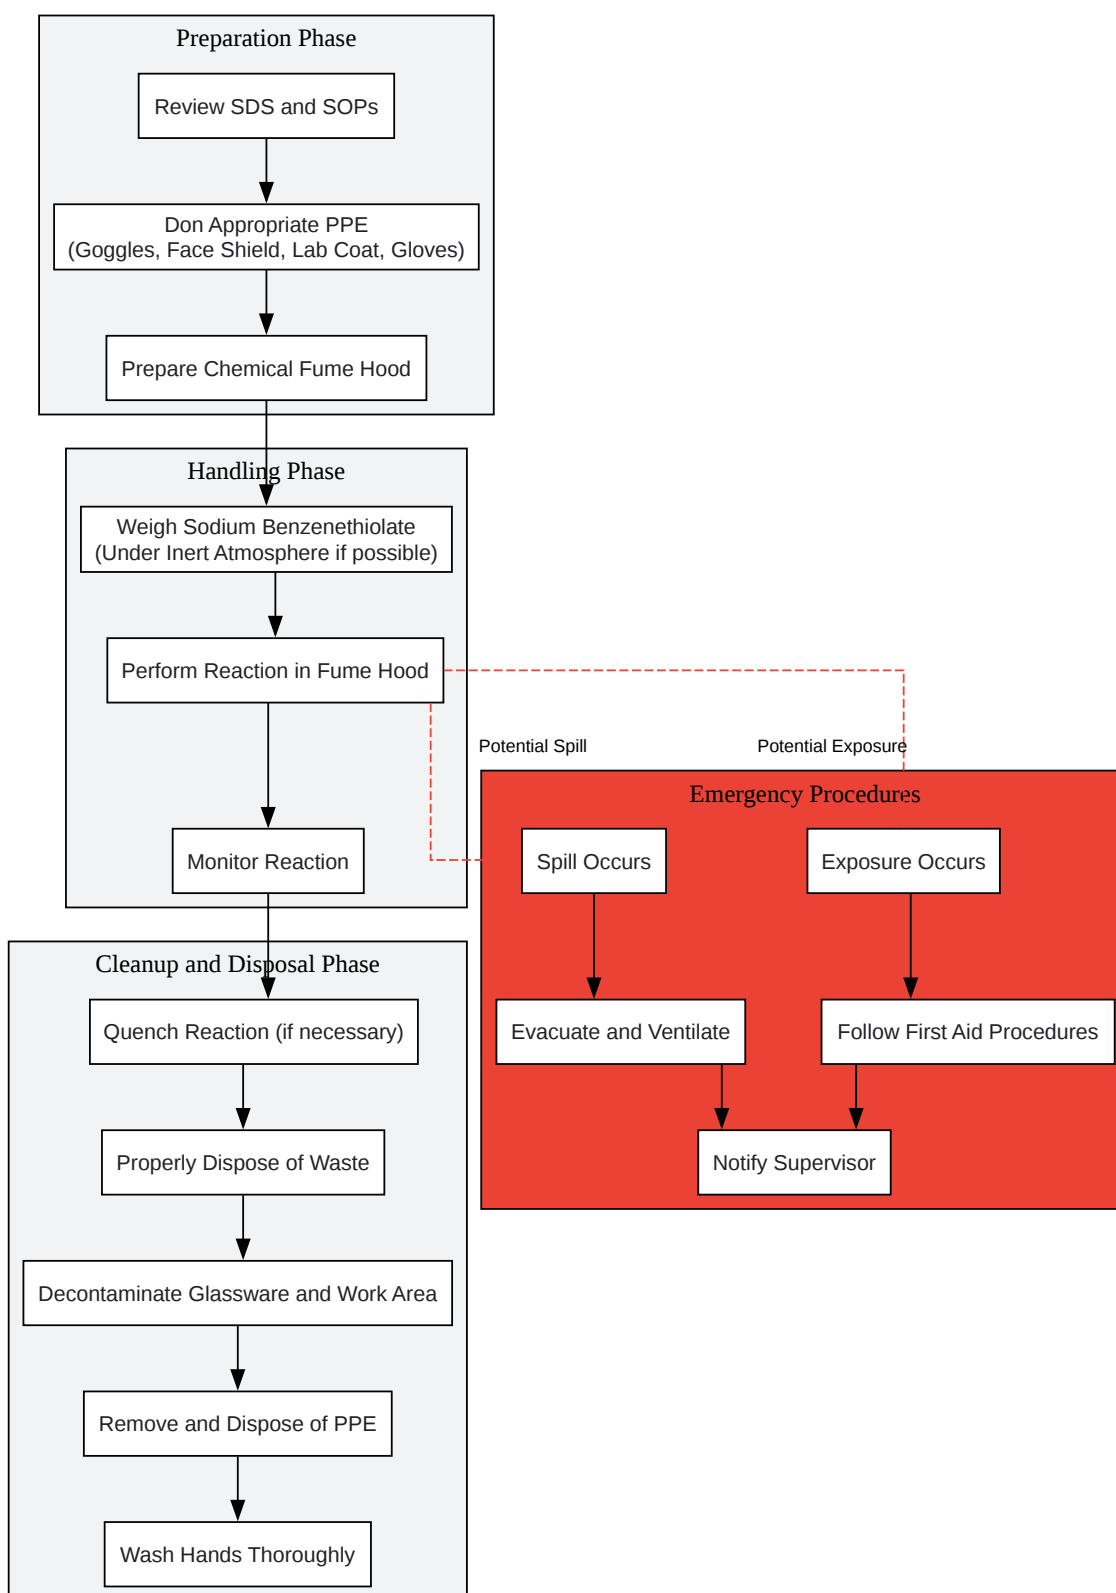 Preparation Phase
Review SDS and SOPs
Don Appropriate PPE
(Goggles, Face Shield, Lab Coat, Gloves)
Prepare Chemical Fume Hood
Handling Phase
Weigh Sodium Benzenethiolate
(Under Inert Atmosphere if possible)
Perform Reaction in Fume Hood
Monitor Reaction
Potential Spill
Potential Exposure
Emergency Procedures
Spill Occurs
Exposure Occurs
Evacuate and Ventilate
Follow First Aid Procedures
Notify Supervisor
Cleanup and Disposal Phase
Quench Reaction (if necessary)
Properly Dispose of Waste
Decontaminate Glassware and Work Area
Remove and Dispose of PPE
Wash Hands Thoroughly